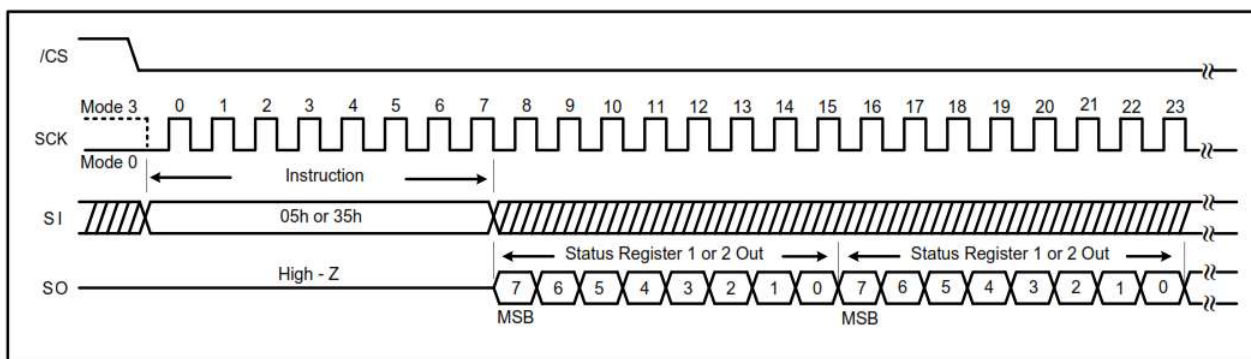 /CS
Mode 3 0 1 2 3 4 5 6 7 8 9 10 11 12 13 14 15 16 17 18 19 20 21 22 23
SCK
Mode 0
Instruction
SI 05h or 35h
Status Register 1 or 2 Out Status Register 1 or 2 Out
High - Z
SO 7 6 5 4 3 2 1 0 7 6 5 4 3 2 1 0
MSB MSB